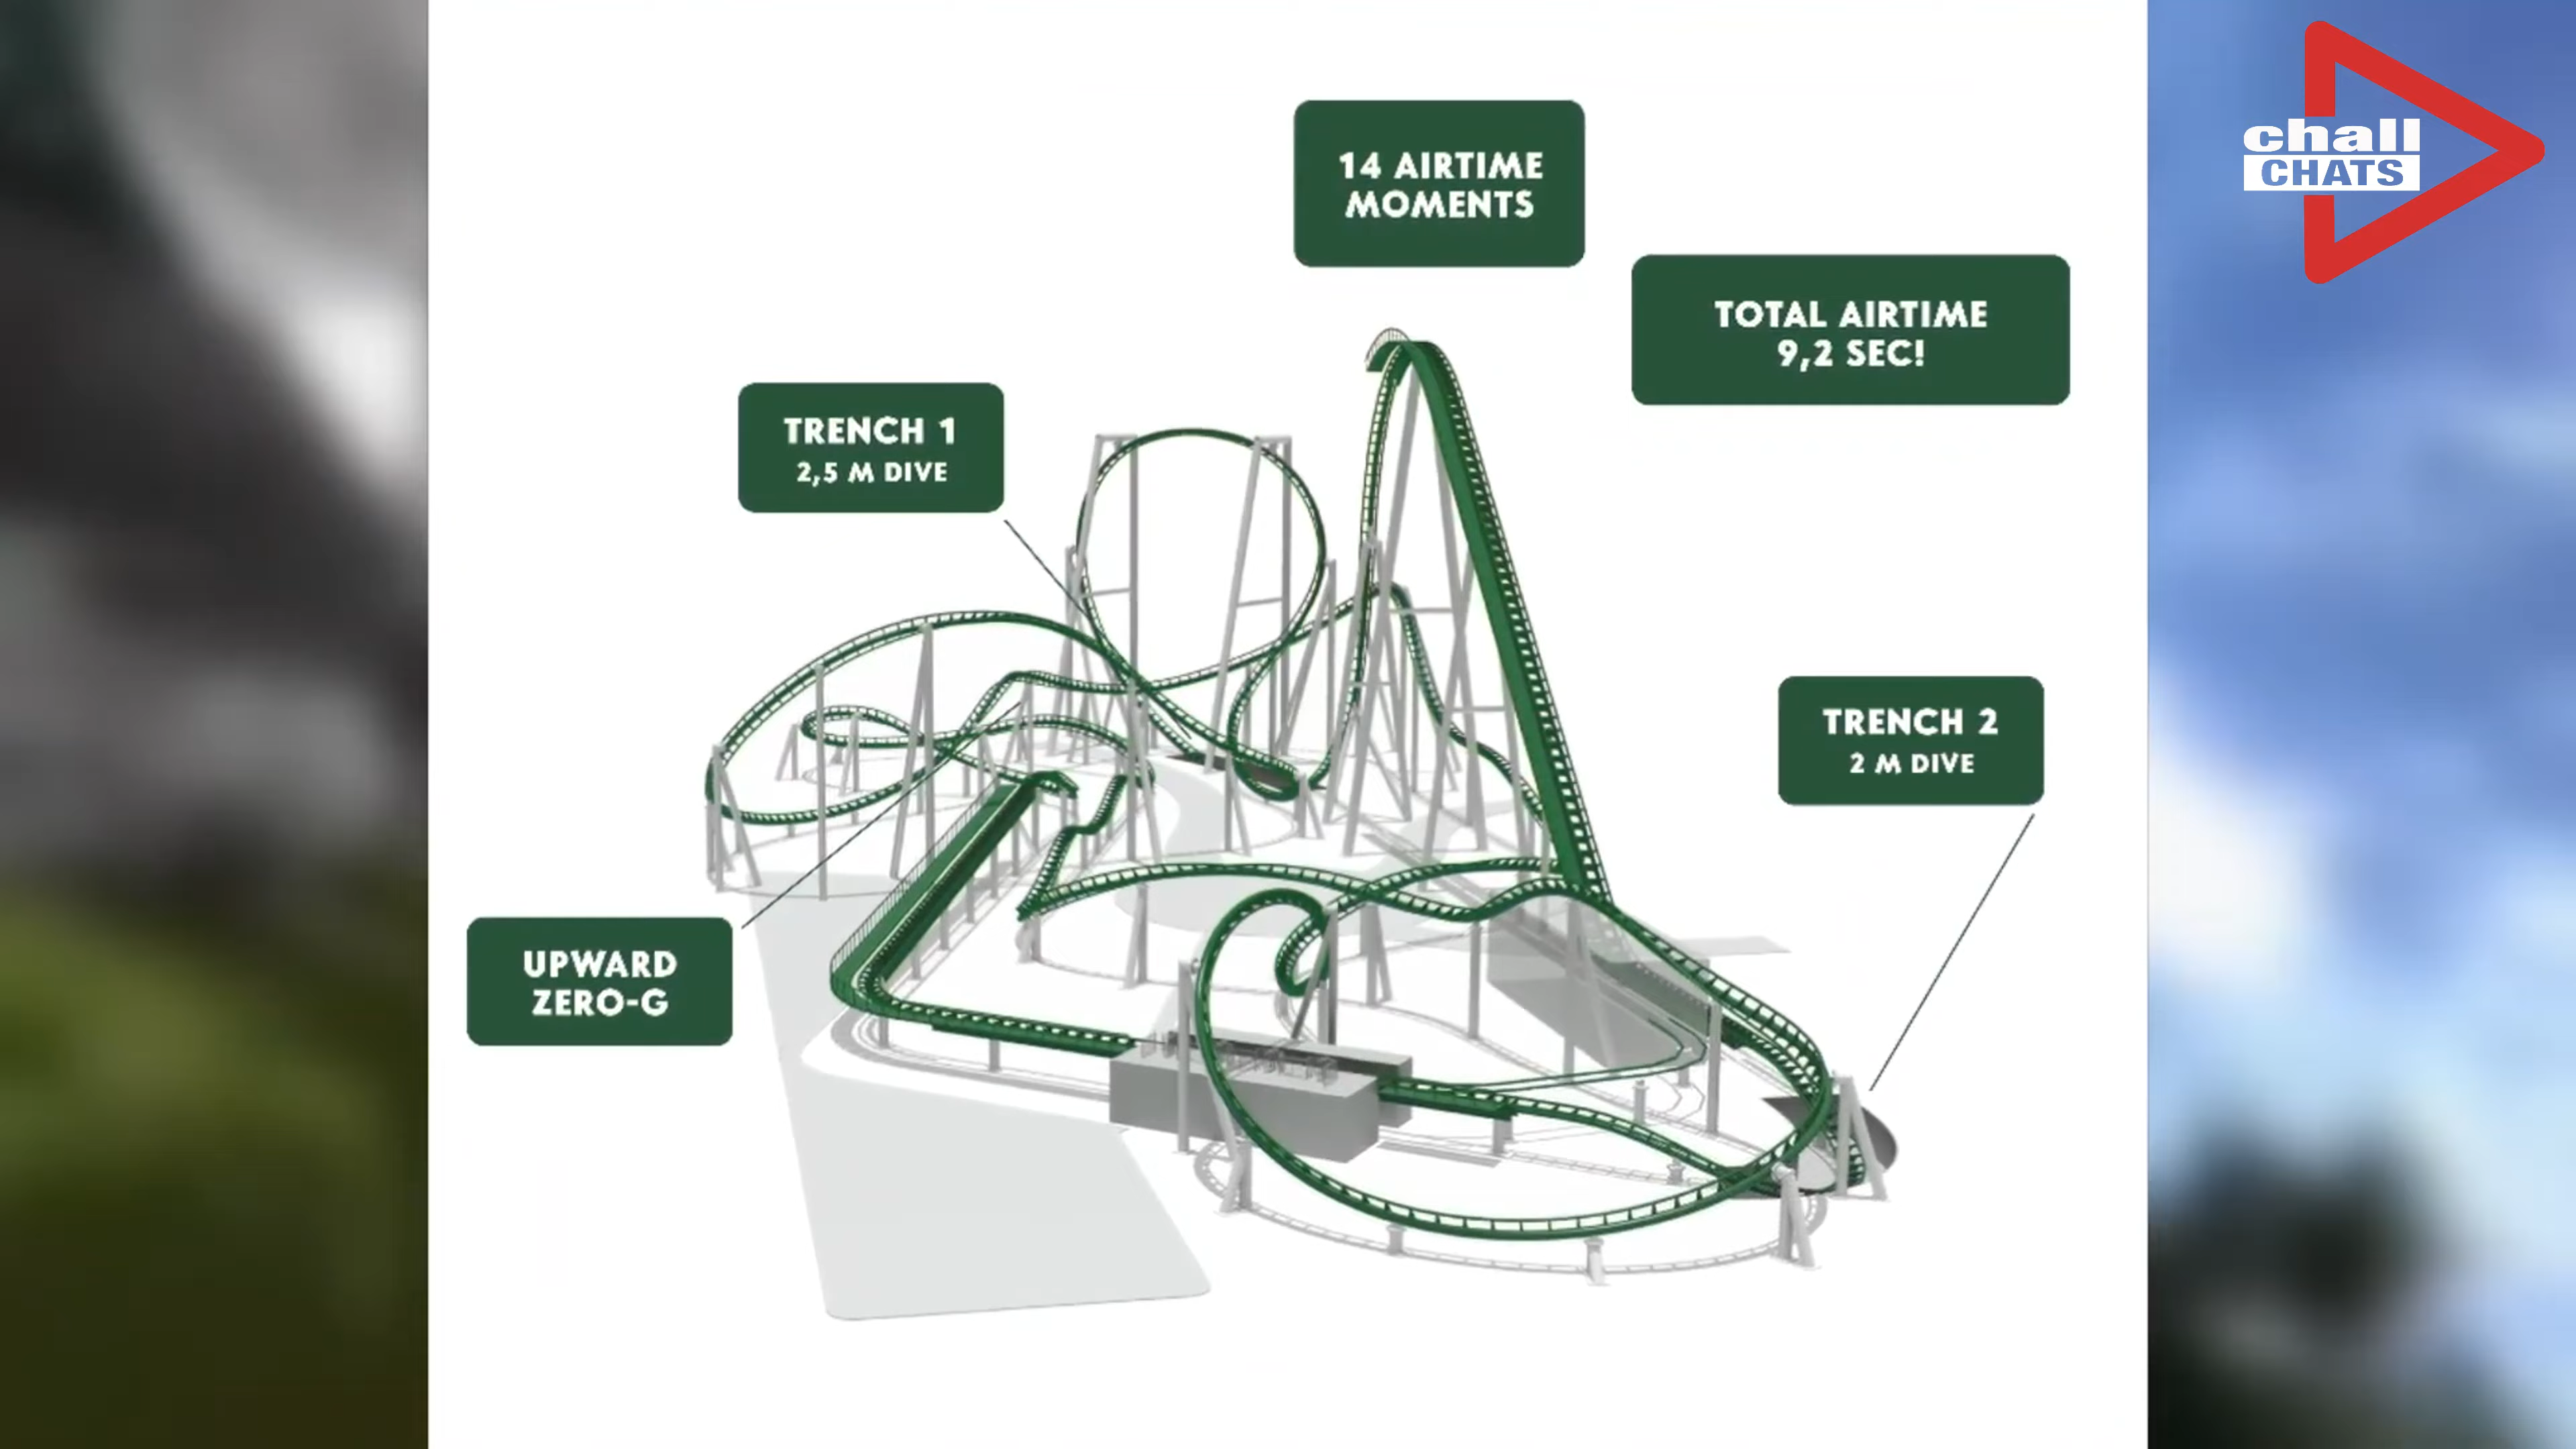 14 AIRTIME
MOMENTS
TOTAL AIRTIME
9,2 SEC!
TRENCH 1
2,5 M DIVE
TRENCH 2
2 M DIVE
UPWARD
ZERO-G
chall
CHATS